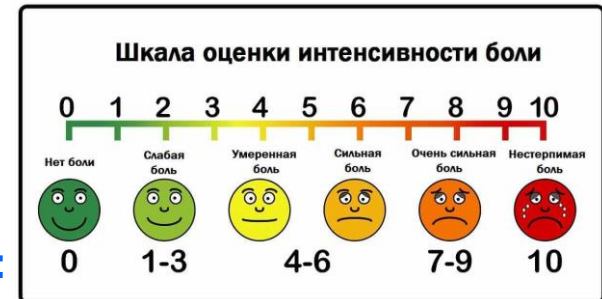 Шкала оценки интенсивности боли
0 1 2 3 4 5 6 7 8 9 10
Нет боли
Слабая
боль
Умеренная
боль
Сильная
боль
Очень сильная
боль
Нестерпимая
боль
0 1-3 4-6 7-9 10